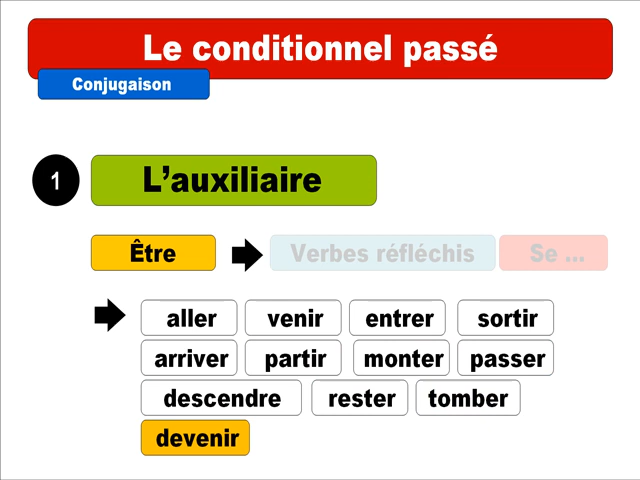 Le conditionnel passé
Conjugaison
1 L’auxiliaire
Être Verbes réfléchis Se ...
aller venir entrer sortir
arriver partir monter passer
descendre rester tomber
devenir